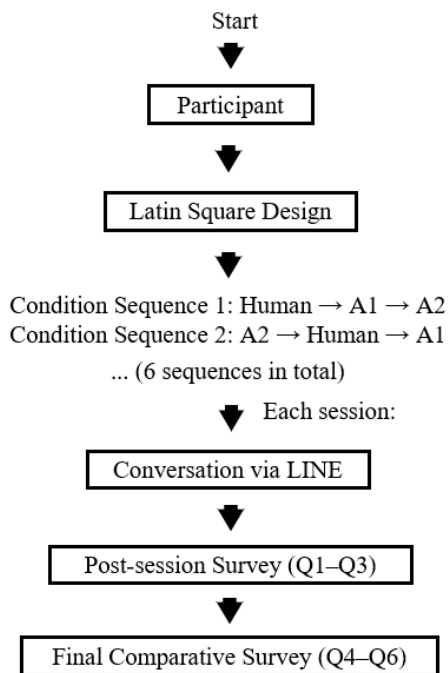 Start
Participant
Latin Square Design
Condition Sequence 1: Human → A1 → A2
Condition Sequence 2: A2 → Human → A1
... (6 sequences in total)
Each session:
Conversation via LINE
Post-session Survey (Q1–Q3)
Final Comparative Survey (Q4–Q6)